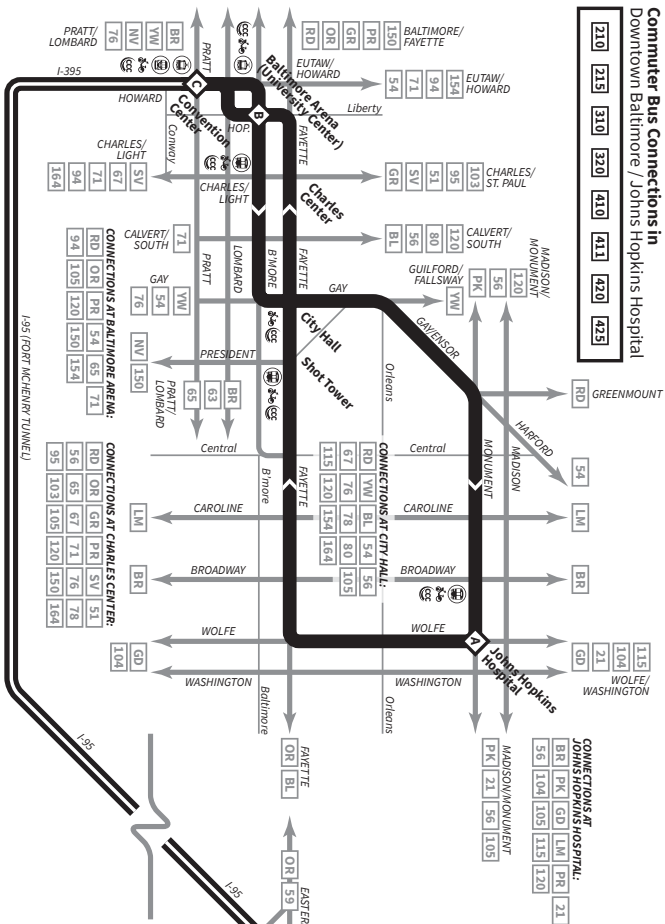 Commuter Bus Connections in
Downtown Baltimore / Johns Hopkins Hospital
210 215 310 320 410 411 420 425
PRATT/
LOMBARD
76 NV YW BR
PRATT
BALTIMORE/
FAYETTE
RD OR GR PR 150
I-395
C
Convention
Center
B
Baltimore Arena
(University Center)
EUTAW/
HOWARD
EUTAW/
HOWARD
54 71 94 154
HOWARD
Conway
HOP.
FAYETTE
Liberty
CHARLES/
LIGHT
164 94 71 67 SV
CHARLES/
LIGHT
Charles
Center
GR SV 51 95 103
CHARLES/
ST. PAUL
CALVERT/
SOUTH
71
PRATT
LOMBARD
B'MORE
FAYETTE
BL 56 80 120
CALVERT/
SOUTH
GAY
76 54 YW
GAY
GUILFORD/
FALLSWAY
YW
MADISON/
MONUMENT
PK 56 120
City Hall
GAY/ENSOR
NV 150
PRESIDENT
Shot Tower
Orleans
PRATT/
LOMBARD
65 63 BR
RD
GREENMOUNT
HARFORD
54
Central
B'more
FAYETTE
Central
MONUMENT
MADISON
LM
CAROLINE
CAROLINE
LM
BR
BROADWAY
BROADWAY
BR
104 GD
WOLFE
WOLFE
A
Johns Hopkins
Hospital
GD 21 104 115
WOLFE/
WASHINGTON
WASHINGTON
WASHINGTON
Baltimore
Orleans
FAYETTE
OR BL
MADISON/MONUMENT
PK 21 56 105
EASTER
OR 59
I-95 (FORT MCHENRY TUNNEL)
I-95
I-95
CONNECTIONS AT BALTIMORE ARENA:
RD OR PR 54 65 71
94 105 120 150 154
CONNECTIONS AT CHARLES CENTER:
RD OR GR PR SV 51
56 65 67 71 76 78
95 103 105 120 150 164
CONNECTIONS AT CITY HALL:
RD YW BL 54 56
67 76 78 80 105
115 120 154 164
CONNECTIONS AT
JOHNS HOPKINS HOSPITAL:
BR PK GD LM PR 21
56 104 105 115 120